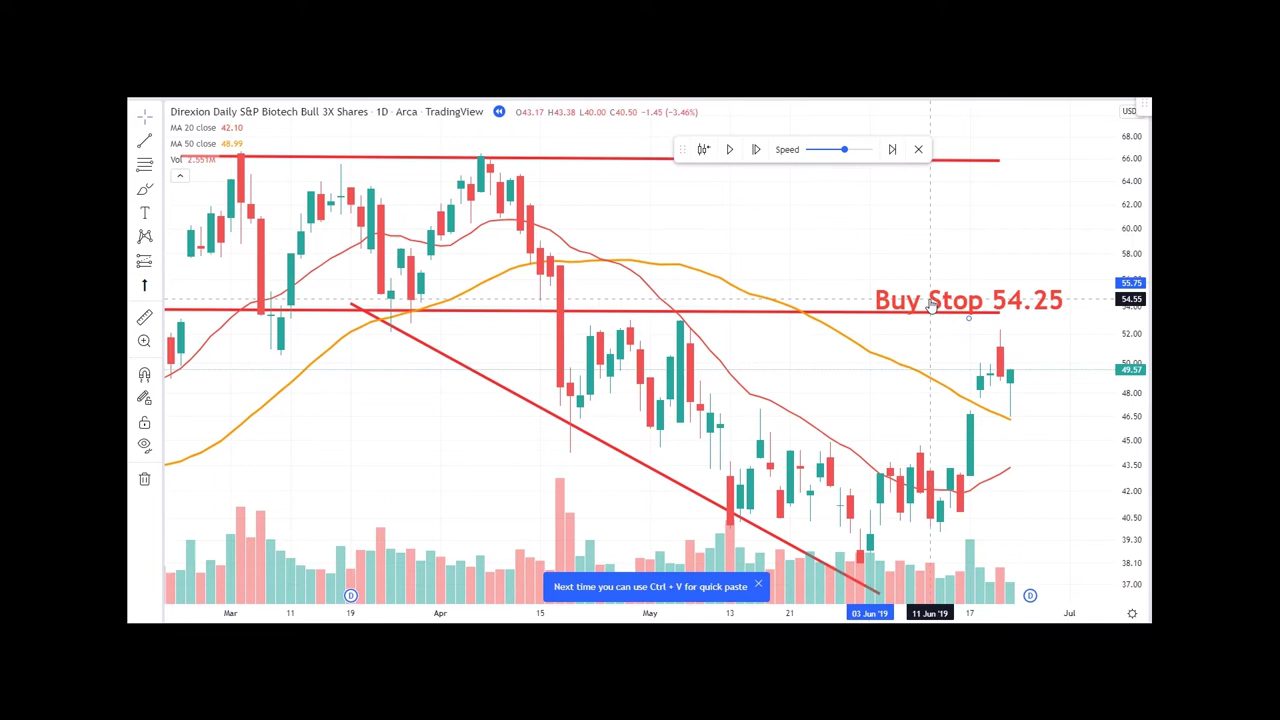 Direxion Daily S&P Biotech Bull 3X Shares · 1D · Arca · TradingView
O43.17 H43.38 L40.00 C40.50 −1.45 (−3.46%)
USD
MA 20 close 42.10
MA 50 close 48.99
Vol 2.551M
Speed
68.00
66.00
64.00
62.00
60.00
58.00
55.75
54.55
Buy Stop 54.25
52.00
50.00
49.57
48.00
46.50
45.00
43.50
42.00
40.50
39.30
38.10
37.00
Next time you can use Ctrl + V for quick paste
D
D
Mar 11 19 Apr 15 May 13 21 03 Jun '19 11 Jun '19 17 Jul